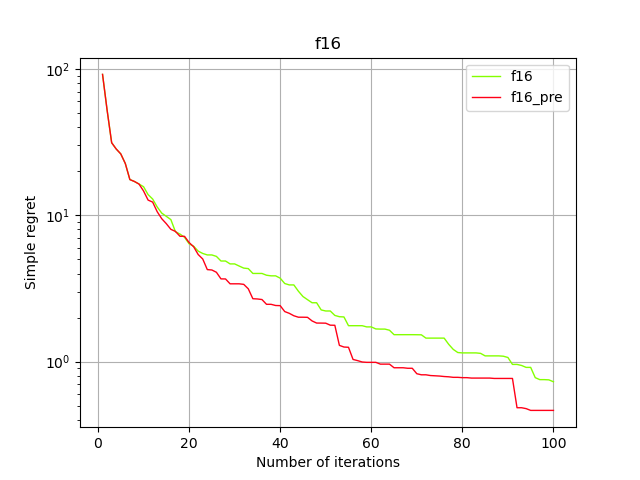 f16
f16
f16_pre
10²
10¹
10⁰
Simple regret
0 20 40 60 80 100
Number of iterations